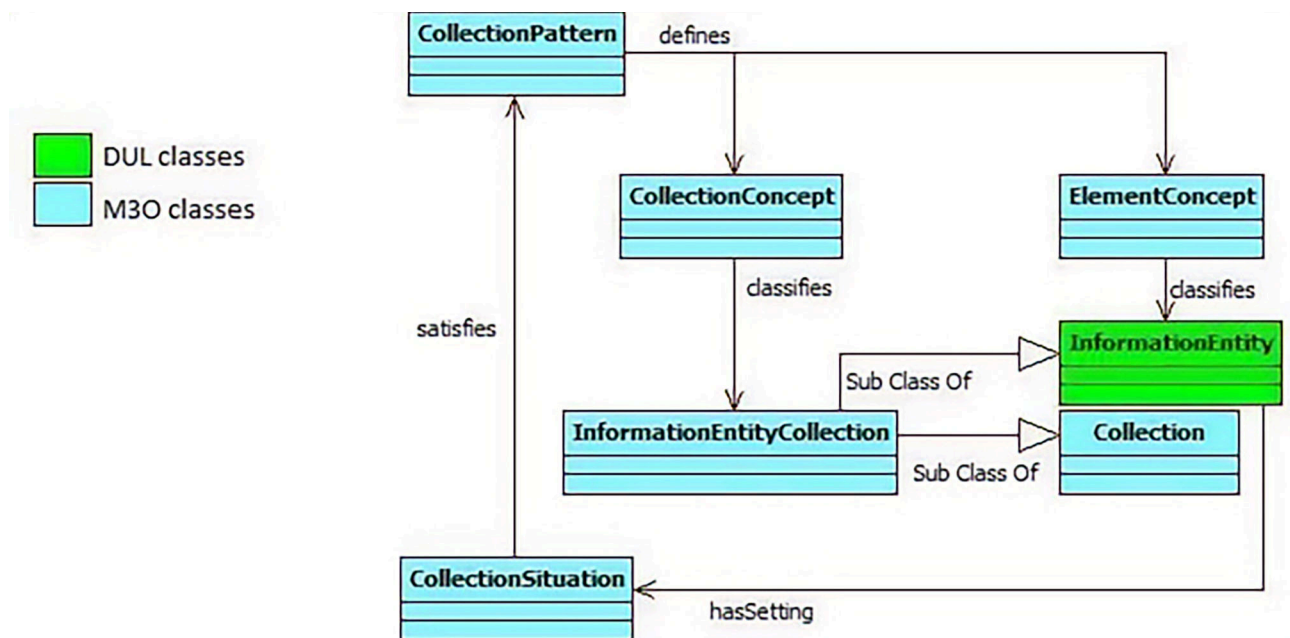 CollectionPattern
defines
DUL classes
M3O classes
CollectionConcept
ElementConcept
classifies
classifies
satisfies
InformationEntity
Sub Class Of
InformationEntityCollection
Collection
Sub Class Of
CollectionSituation
hasSetting